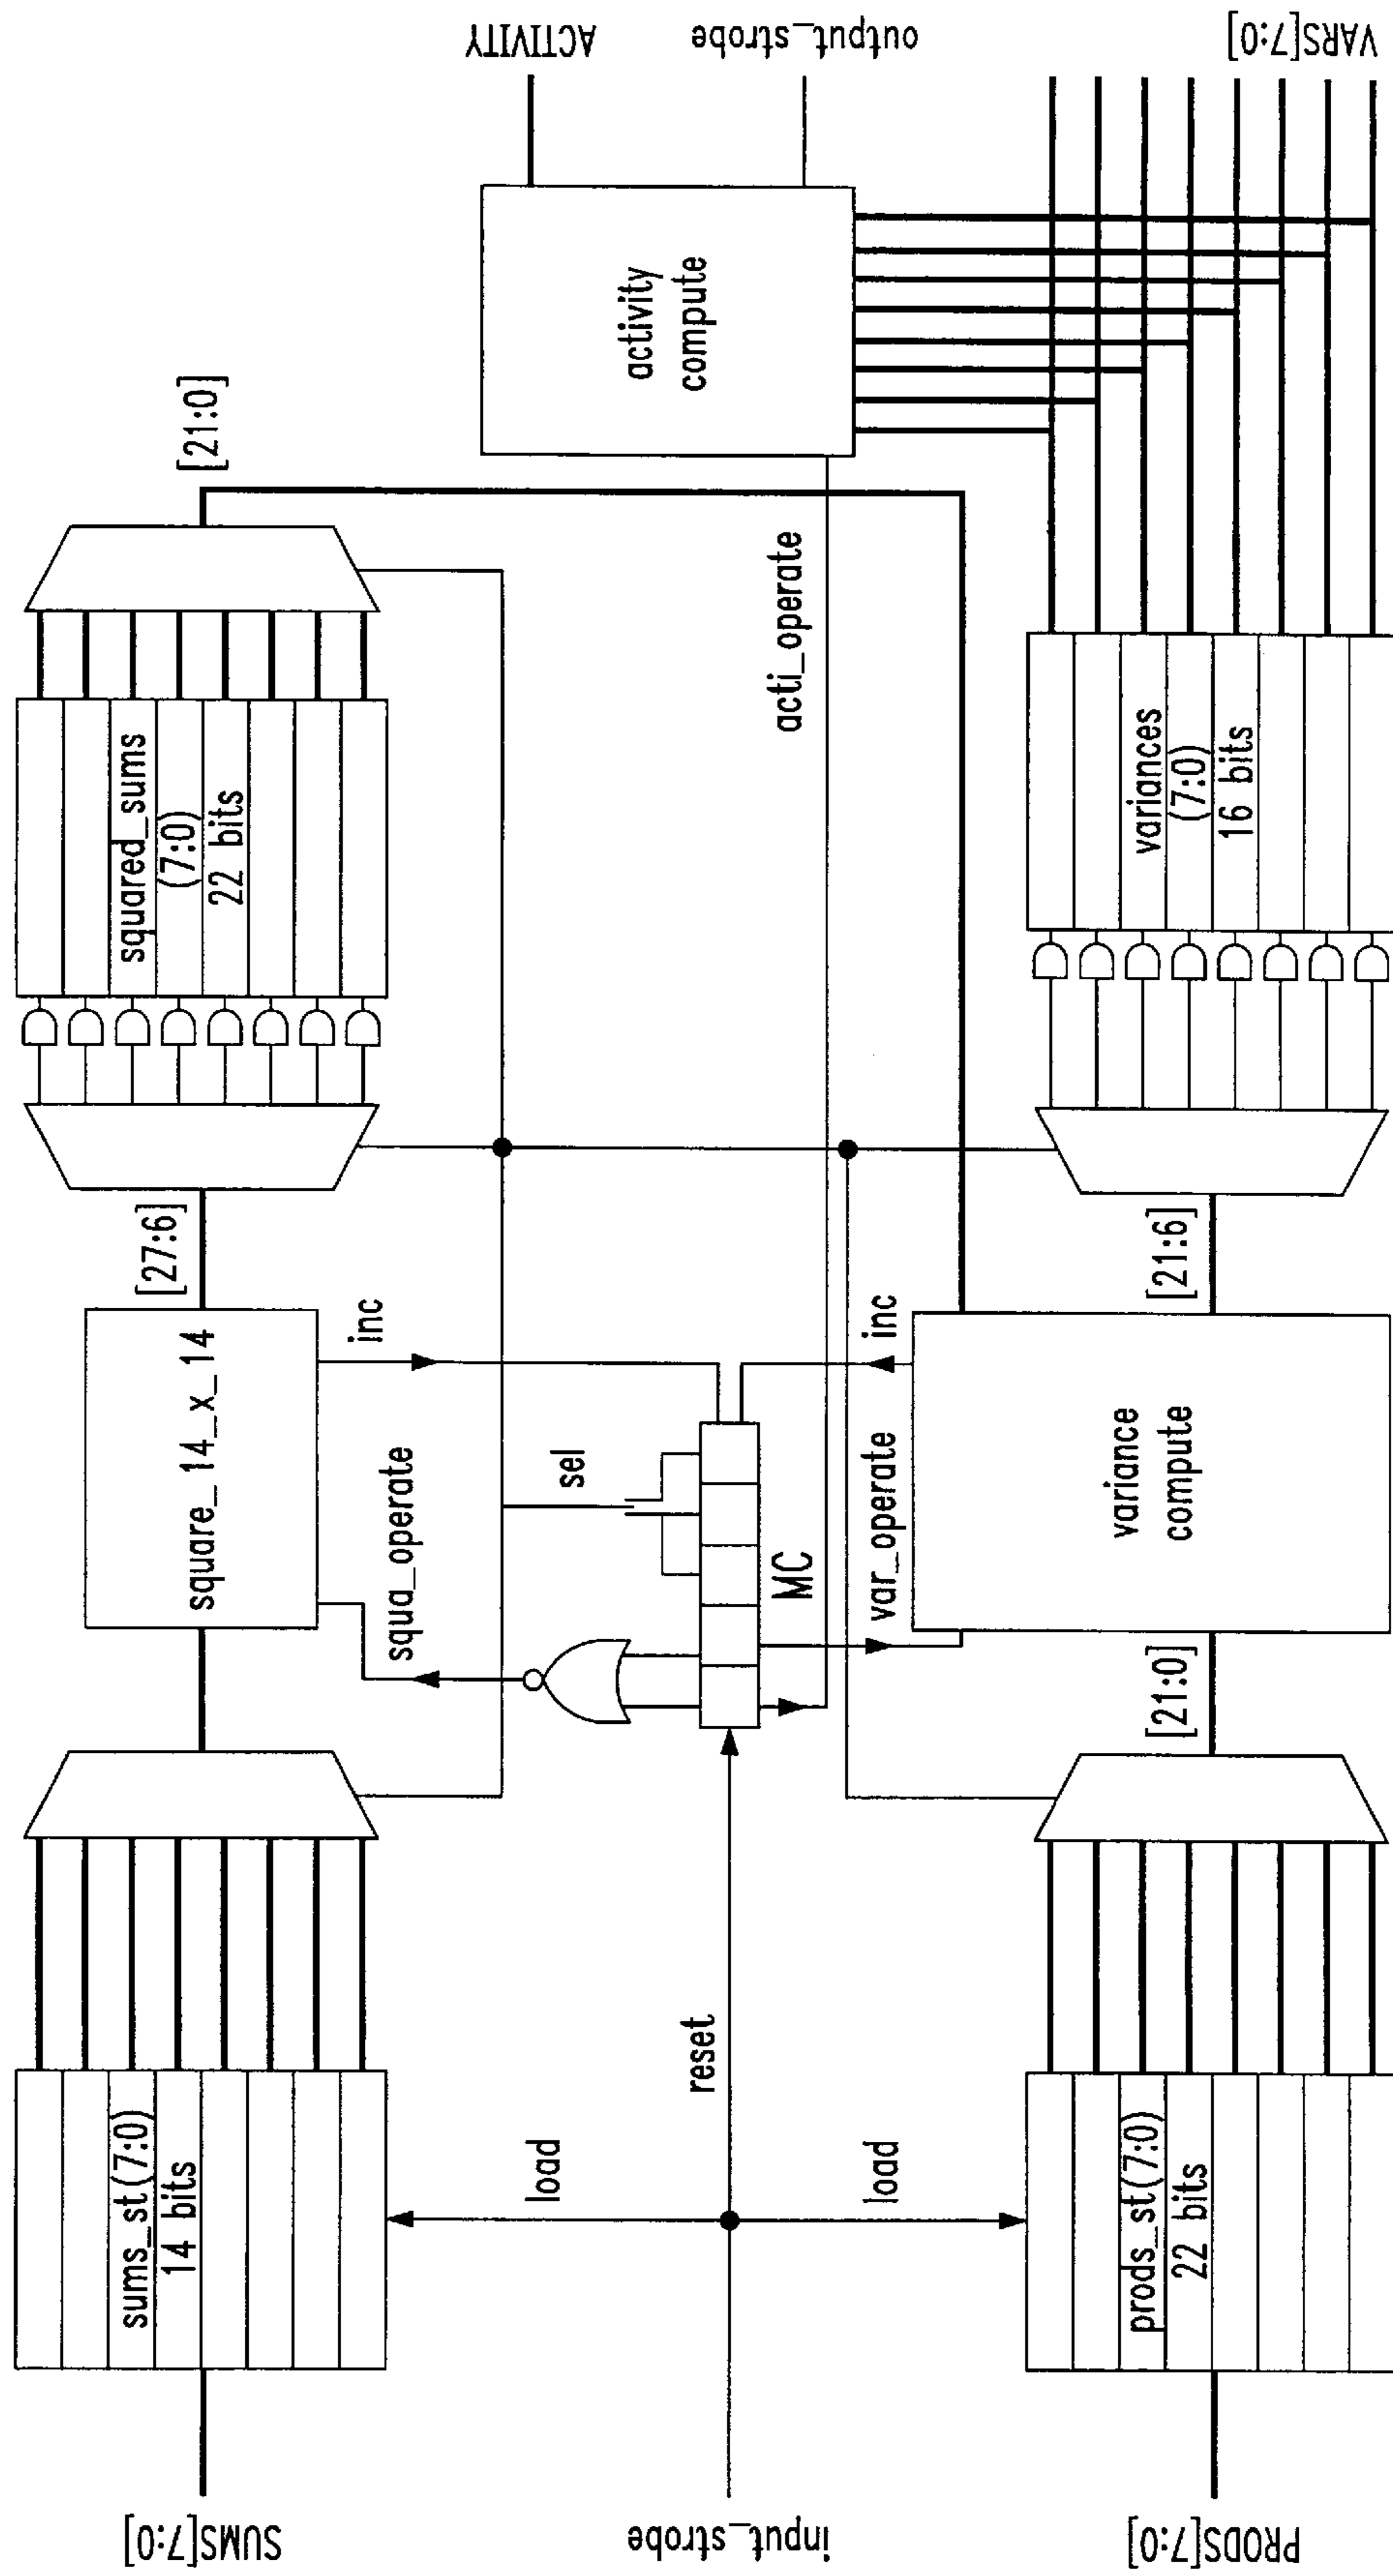 SUMS[7:0]
sums_st(7:0)
14 bits
square_14_x_14
[27:6]
squared_sums
(7:0)
22 bits
[21:0]
load
squa_operate
inc
sel
ACTIVITY
activity
compute
output_strobe
input_strobe
reset
MC
acti_operate
load
var_operate
inc
PRODS[7:0]
prods_st(7:0)
22 bits
[21:0]
variance
compute
[21:6]
variances
(7:0)
16 bits
VARS[7:0]